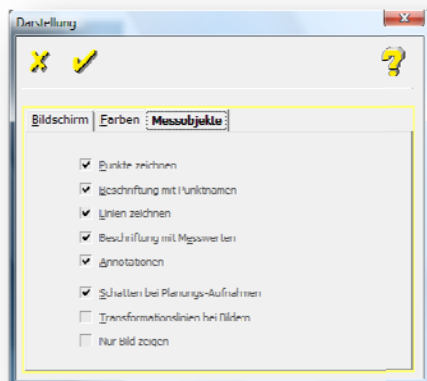 Darstellung
Bildschirm Farben Messobjekte
Punkte zeichnen
Beschriftung mit Punktnamen
Linien zeichnen
Beschriftung mit Messwerten
Annotationen
Schatten bei Planungs-Aufnahmen
Transformationslinien bei Bildern
Nur Bild zeigen